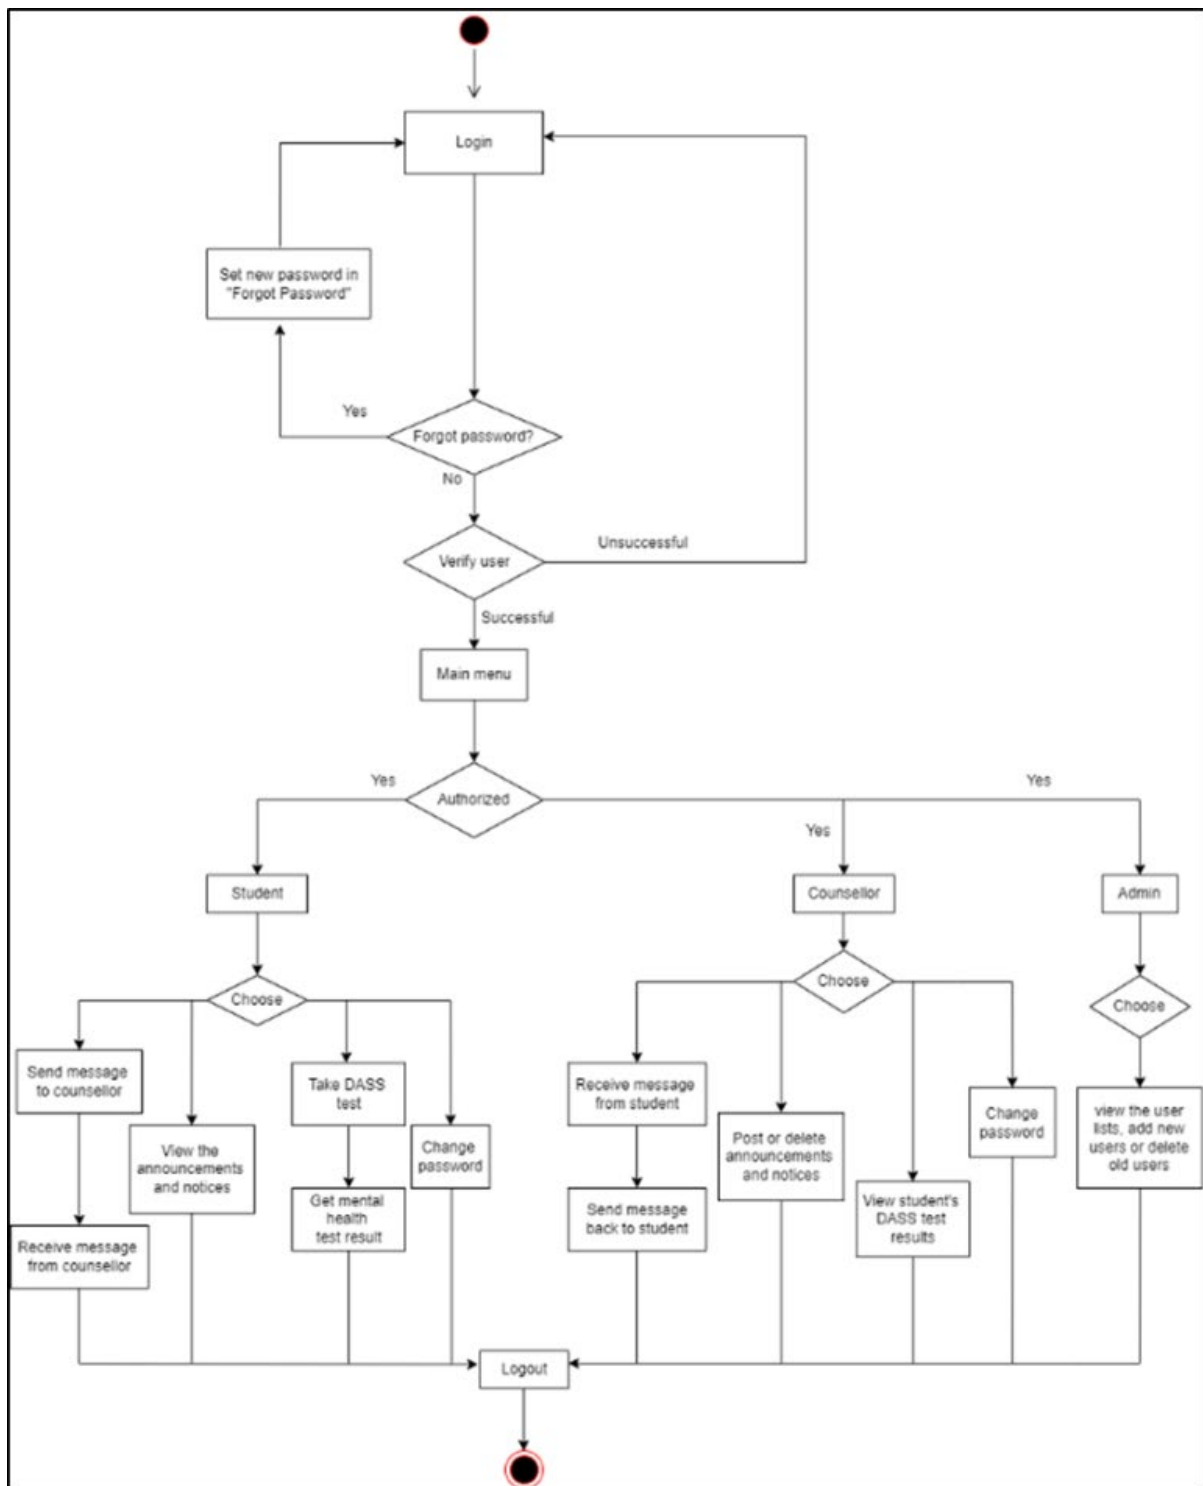 Login
Set new password in
"Forgot Password"
Yes
Forgot password?
No
Unsuccessful
Verify user
Successful
Main menu
Yes
Authorized
Yes
Yes
Student
Counsellor
Admin
Choose
Choose
Choose
Send message
to counsellor
View the
announcements
and notices
Take DASS
test
Change
password
Receive message
from counsellor
Get mental
health
test result
Receive message
from student
Post or delete
announcements
and notices
Change
password
view the user
lists, add new
users or delete
old users
Send message
back to student
View student's
DASS test
results
Logout